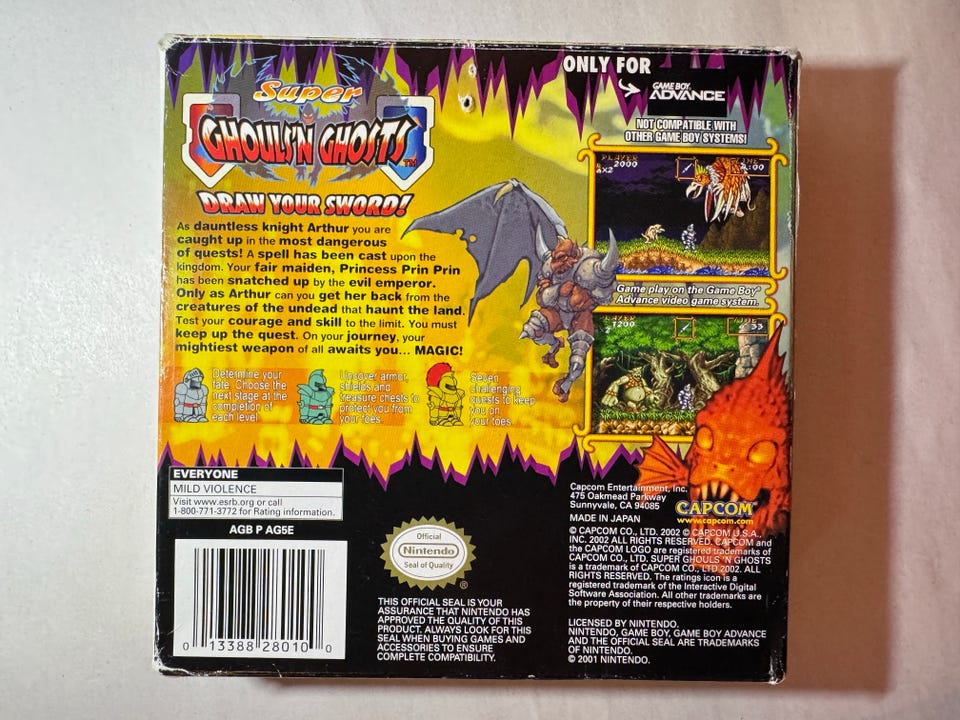 Super
GHOULS'N GHOSTS™
DRAW YOUR SWORD!
As dauntless knight Arthur you are
caught up in the most dangerous
of quests! A spell has been cast upon the
kingdom. Your fair maiden, Princess Prin Prin
has been snatched up by the evil emperor.
Only as Arthur can you get her back from the
creatures of the undead that haunt the land.
Test your courage and skill to the limit. You must
keep up the quest. On your journey, your
mightiest weapon of all awaits you... MAGIC!
Determine your
fate. Choose the
next stage at the
completion of
each level
Uncover armor,
shields and
treasure chests to
protect you from
your foes.
Seven
challenging
quests to keep
you on
your toes
ONLY FOR
GAME BOY
ADVANCE
NOT COMPATIBLE WITH
OTHER GAME BOY SYSTEMS!
PLAYER
2000
x2
:00
Game play on the Game Boy®
Advance video game system.
PLAYER
1200
33
EVERYONE
MILD VIOLENCE
Visit www.esrb.org or call
1-800-771-3772 for Rating information.
AGB P AG5E
0 13388 28010 0
Official
Nintendo
Seal of Quality
®
THIS OFFICIAL SEAL IS YOUR
ASSURANCE THAT NINTENDO HAS
APPROVED THE QUALITY OF THIS
PRODUCT. ALWAYS LOOK FOR THIS
SEAL WHEN BUYING GAMES AND
ACCESSORIES TO ENSURE
COMPLETE COMPATIBILITY.
Capcom Entertainment, Inc.
475 Oakmead Parkway
Sunnyvale, CA 94085
MADE IN JAPAN
CAPCOM®
www.capcom.com
© CAPCOM CO., LTD. 2002 © CAPCOM U.S.A.,
INC. 2002 ALL RIGHTS RESERVED. CAPCOM and
the CAPCOM LOGO are registered trademarks of
CAPCOM CO., LTD. SUPER GHOULS 'N GHOSTS
is a trademark of CAPCOM CO., LTD 2002. ALL
RIGHTS RESERVED. The ratings icon is a
registered trademark of the Interactive Digital
Software Association. All other trademarks are
the property of their respective holders.
LICENSED BY NINTENDO.
NINTENDO, GAME BOY, GAME BOY ADVANCE
AND THE OFFICIAL SEAL ARE TRADEMARKS
OF NINTENDO.
© 2001 NINTENDO.